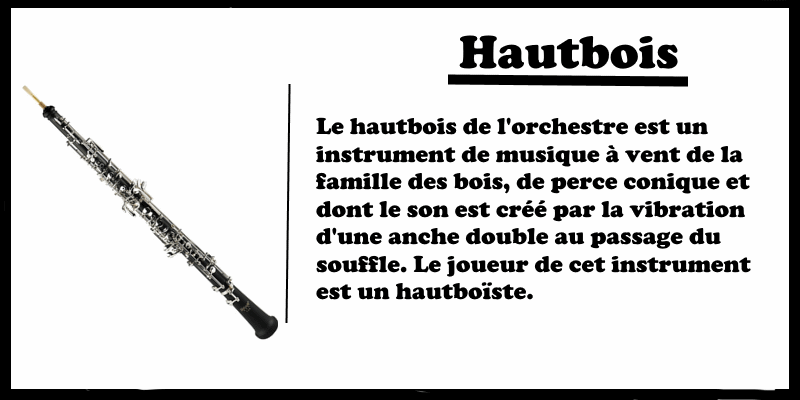 Hautbois
Le hautbois de l'orchestre est un
instrument de musique à vent de la
famille des bois, de perce conique et
dont le son est créé par la vibration
d'une anche double au passage du
souffle. Le joueur de cet instrument
est un hautboïste.